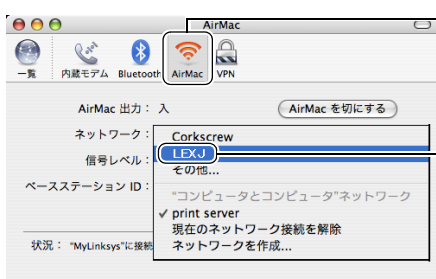 AirMac
一覧 内蔵モデム Bluetooth AirMac VPN
AirMac 出力： 入 AirMac を切にする
ネットワーク： Corkscrew
LEXJ
信号レベル： その他...
ベースステーション ID：
"コンピュータとコンピュータ"ネットワーク
✓ print server
現在のネットワーク接続を解除
状況： "MyLinksys"に接続 ネットワークを作成...